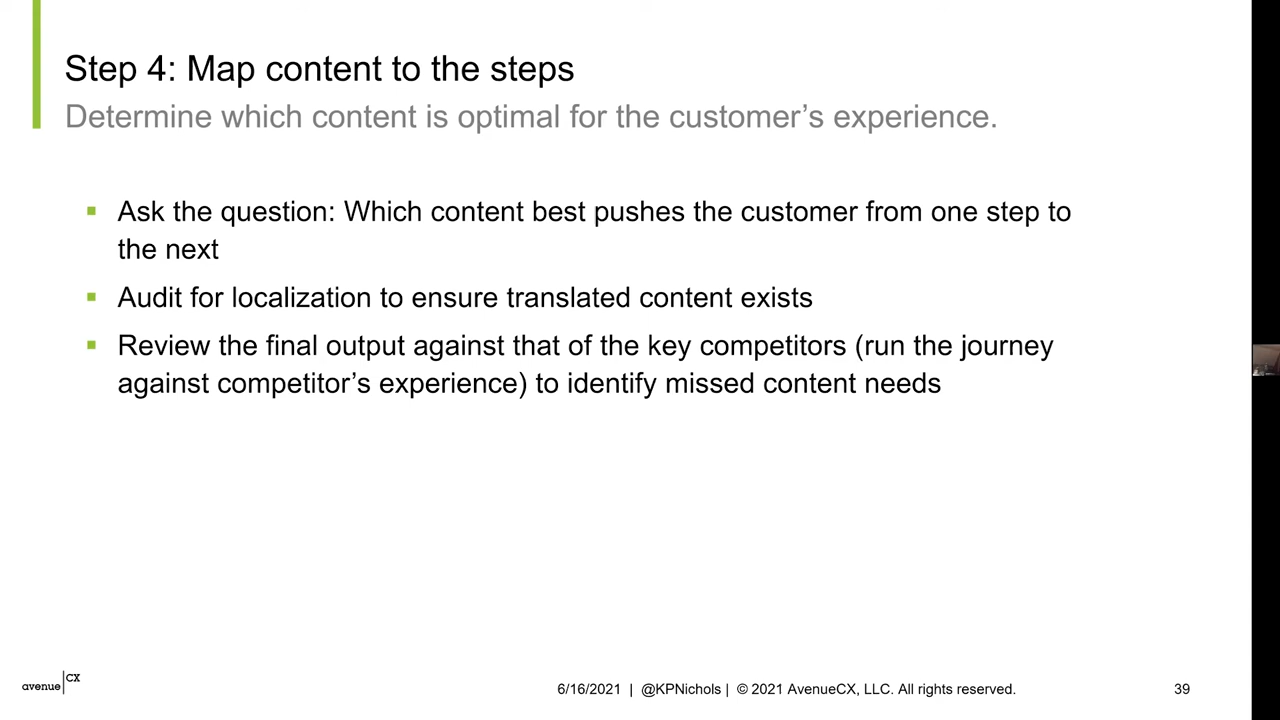 Step 4: Map content to the steps
Determine which content is optimal for the customer’s experience.
▪ Ask the question: Which content best pushes the customer from one step to
the next
▪ Audit for localization to ensure translated content exists
▪ Review the final output against that of the key competitors (run the journey
against competitor’s experience) to identify missed content needs
avenue|CX
6/16/2021 | @KPNichols | © 2021 AvenueCX, LLC. All rights reserved.
39